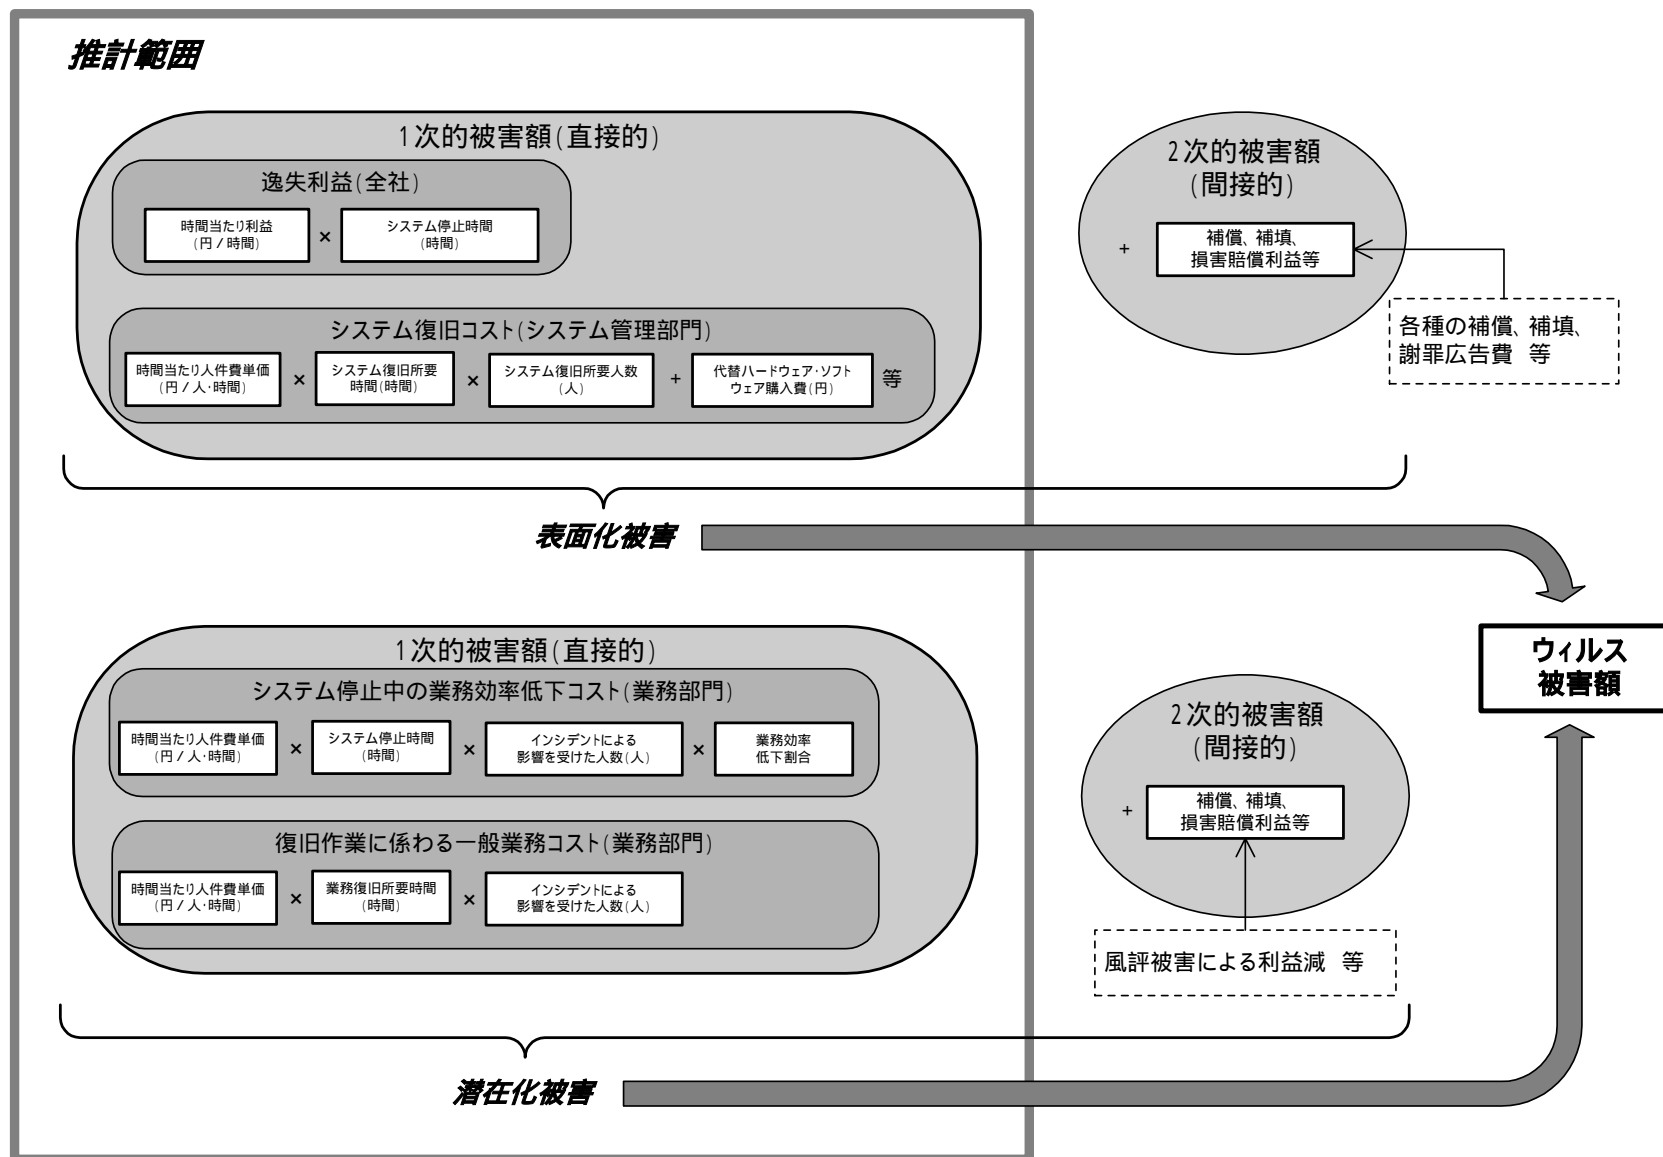 推計範囲
1次的被害額(直接的)
逸失利益(全社)
時間当たり利益
(円/時間)
×
システム停止時間
(時間)
システム復旧コスト(システム管理部門)
時間当たり人件費単価
(円/人・時間)
×
システム復旧所要
時間(時間)
×
システム復旧所要人数
(人)
+
代替ハードウェア・ソフト
ウェア購入費(円)
等
2次的被害額
(間接的)
+
補償、補填、
損害賠償利益等
各種の補償、補填、
謝罪広告費 等
表面化被害
1次的被害額(直接的)
システム停止中の業務効率低下コスト(業務部門)
時間当たり人件費単価
(円/人・時間)
×
システム停止時間
(時間)
×
インシデントによる
影響を受けた人数(人)
×
業務効率
低下割合
復旧作業に係わる一般業務コスト(業務部門)
時間当たり人件費単価
(円/人・時間)
×
業務復旧所要時間
(時間)
×
インシデントによる
影響を受けた人数(人)
2次的被害額
(間接的)
+
補償、補填、
損害賠償利益等
風評被害による利益減 等
潜在化被害
ウィルス
被害額